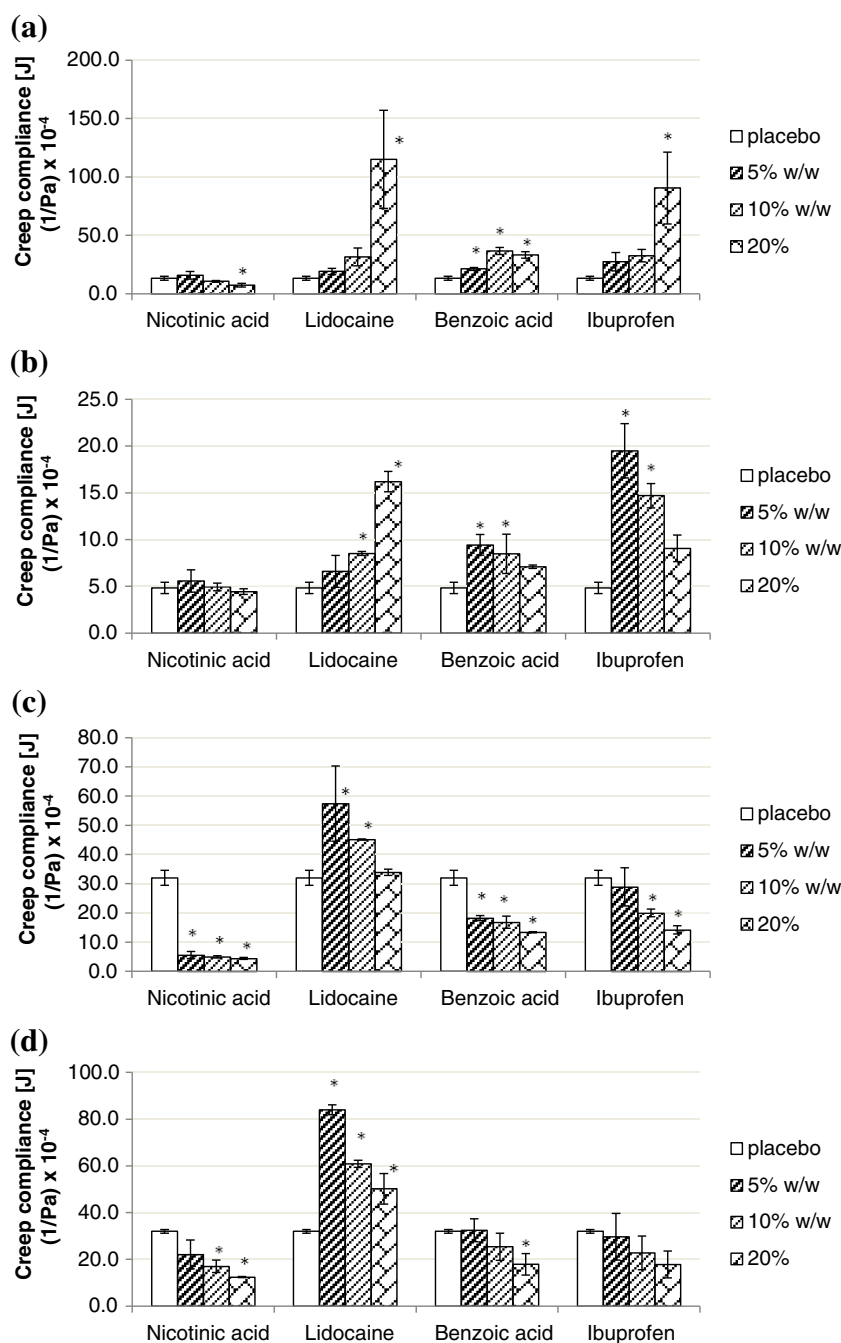 (a)
Creep compliance [J]
(1/Pa) x 10-4
200.0
150.0
100.0
50.0
0.0
*
*
*
*
*
*
Nicotinic acid Lidocaine Benzoic acid Ibuprofen
placebo
5% w/w
10% w/w
20%
(b)
Creep compliance [J]
(1/Pa) x 10-4
25.0
20.0
15.0
10.0
5.0
0.0
*
*
*
*
*
*
Nicotinic acid Lidocaine Benzoic acid Ibuprofen
placebo
5% w/w
10% w/w
20%
(c)
Creep compliance [J]
(1/Pa) x 10-4
80.0
70.0
60.0
50.0
40.0
30.0
20.0
10.0
0.0
* * *
*
*
* * *
* *
Nicotinic acid Lidocaine Benzoic acid Ibuprofen
placebo
5% w/w
10% w/w
20%
(d)
Creep compliance [J]
(1/Pa) x 10-4
100.0
80.0
60.0
40.0
20.0
0.0
* *
*
*
*
*
Nicotinic acid Lidocaine Benzoic acid Ibuprofen
placebo
5% w/w
10% w/w
20%